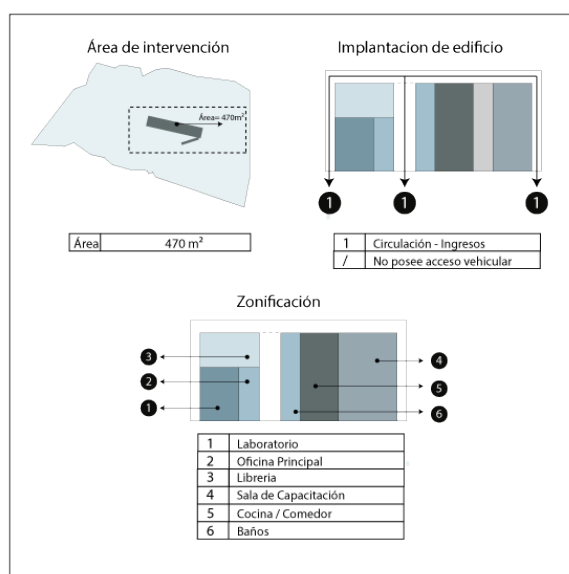 Área de intervención
Área= 470m²
Área 470 m²
Implantacion de edificio
1 1 1
1 Circulación - Ingresos
/ No posee acceso vehicular
Zonificación
3
2
1
4
5
6
1 Laboratorio
2 Oficina Principal
3 Libreria
4 Sala de Capacitación
5 Cocina / Comedor
6 Baños